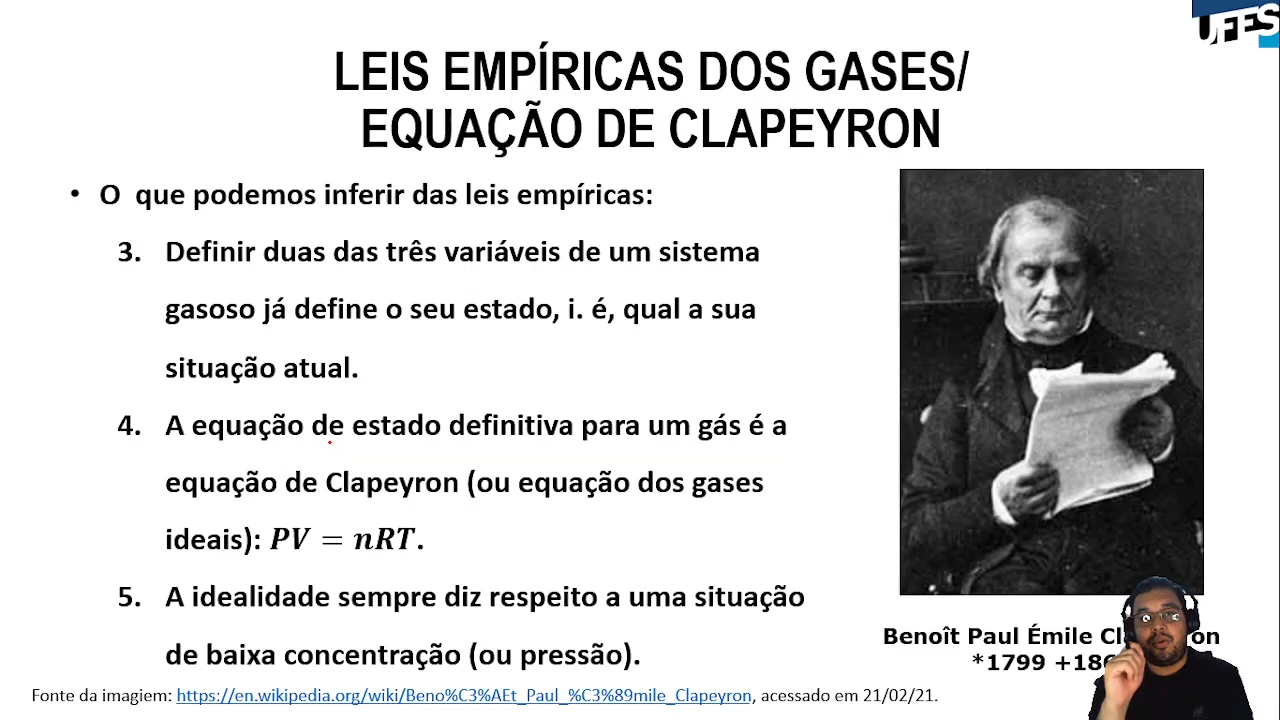 UFES
LEIS EMPÍRICAS DOS GASES/
EQUAÇÃO DE CLAPEYRON
• O que podemos inferir das leis empíricas:
3. Definir duas das três variáveis de um sistema
gasoso já define o seu estado, i. é, qual a sua
situação atual.
4. A equação de estado definitiva para um gás é a
equação de Clapeyron (ou equação dos gases
ideais): PV = nRT.
5. A idealidade sempre diz respeito a uma situação
de baixa concentração (ou pressão).
Benoît Paul Émile
*1799
Fonte da imagiem: https://en.wikipedia.org/wiki/Beno%C3%AEt_Paul_%C3%89mile_Clapeyron, acessado em 21/02/21.